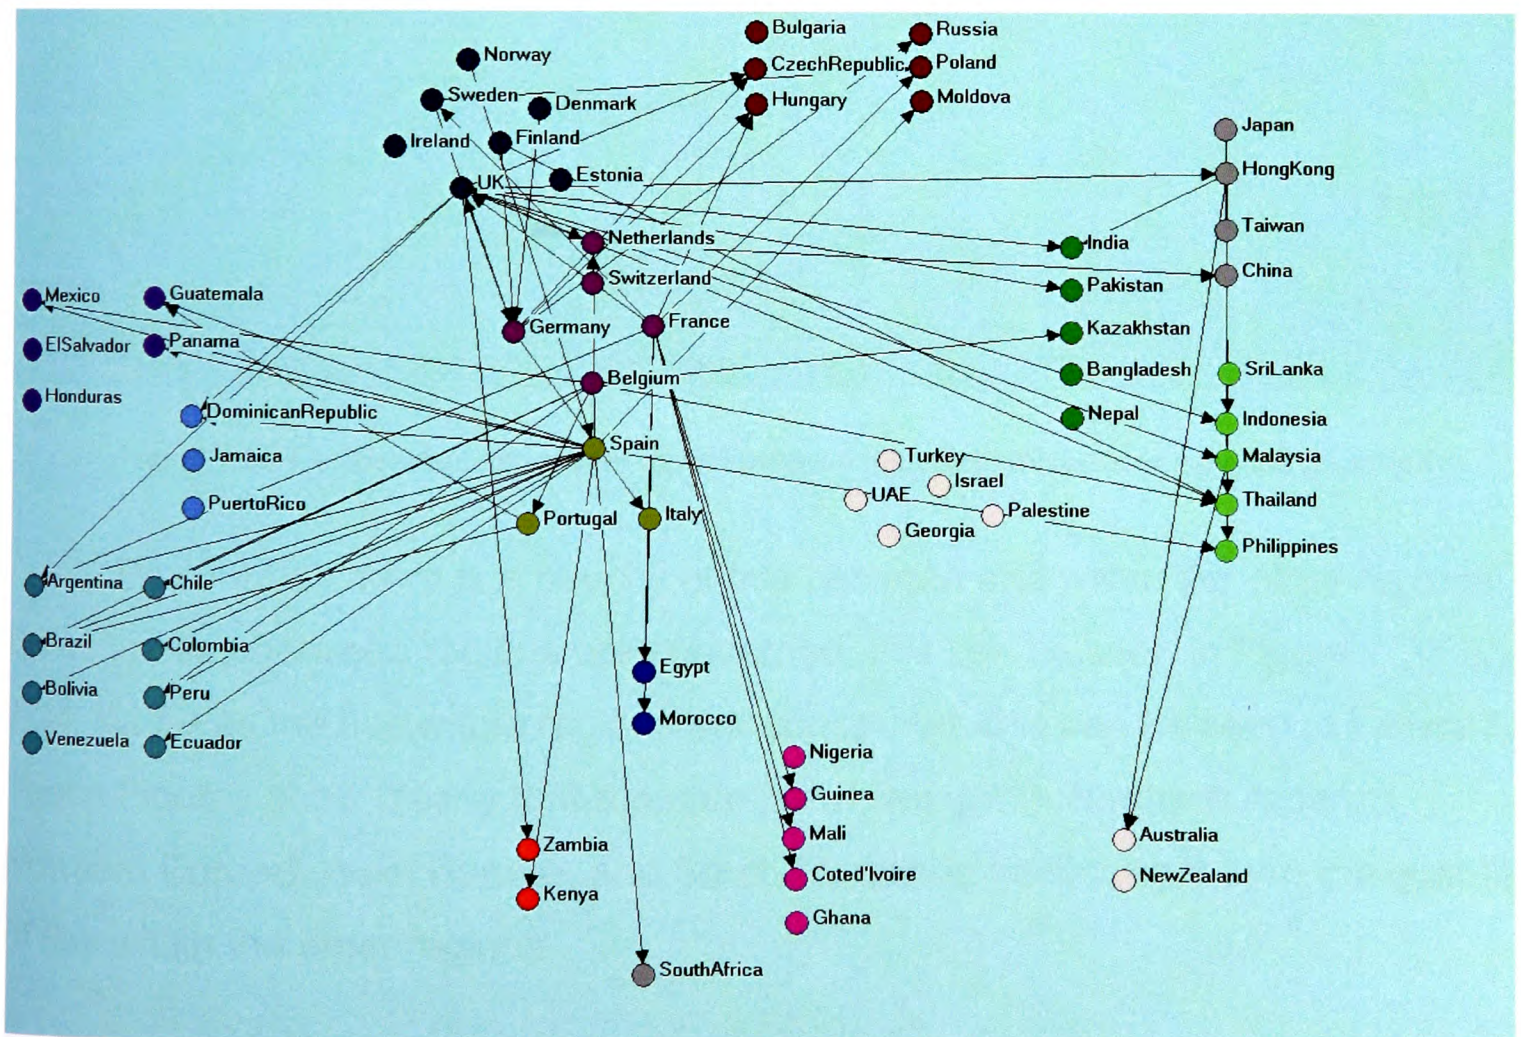 Bulgaria
Russia
Norway
CzechRepublic
Poland
Sweden
Denmark
Hungary
Moldova
Ireland
Finland
Japan
UK
Estonia
HongKong
Netherlands
India
Taiwan
Switzerland
Pakistan
China
Mexico
Guatemala
Germany
France
Kazakhstan
ElSalvador
Panama
Belgium
Bangladesh
SriLanka
Honduras
DominicanRepublic
Nepal
Indonesia
Jamaica
Spain
Turkey
Malaysia
PuertoRico
Portugal
Italy
UAE
Israel
Palestine
Thailand
Georgia
Philippines
Argentina
Chile
Brazil
Colombia
Egypt
Bolivia
Peru
Morocco
Venezuela
Ecuador
Nigeria
Guinea
Zambia
Mali
Australia
Kenya
Coted'Ivoire
NewZealand
Ghana
SouthAfrica